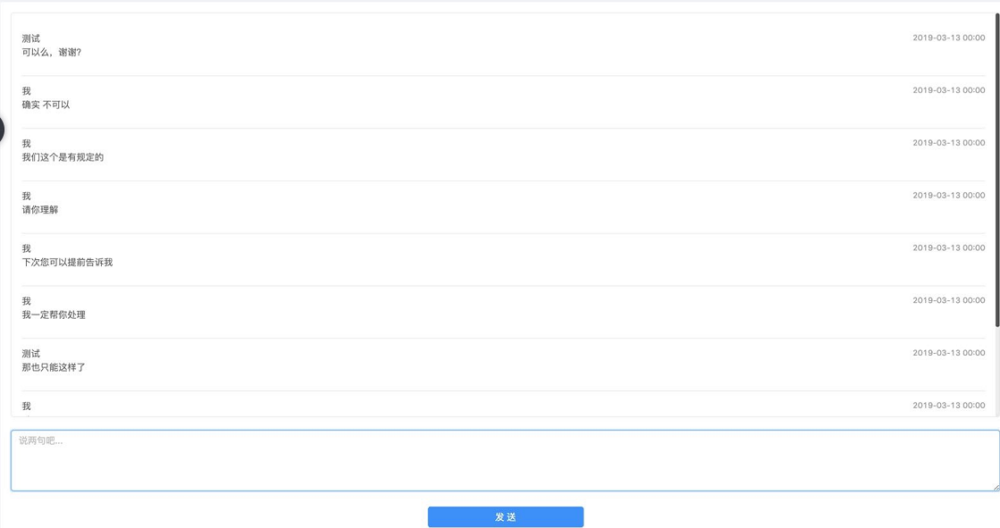 测试
2019-03-13 00:00
可以么，谢谢?
我
2019-03-13 00:00
确实 不可以
我
2019-03-13 00:00
我们这个是有规定的
我
2019-03-13 00:00
请你理解
我
2019-03-13 00:00
下次您可以提前告诉我
我
2019-03-13 00:00
我一定帮你处理
测试
2019-03-13 00:00
那也只能这样了
我
2019-03-13 00:00
说两句吧...
发 送